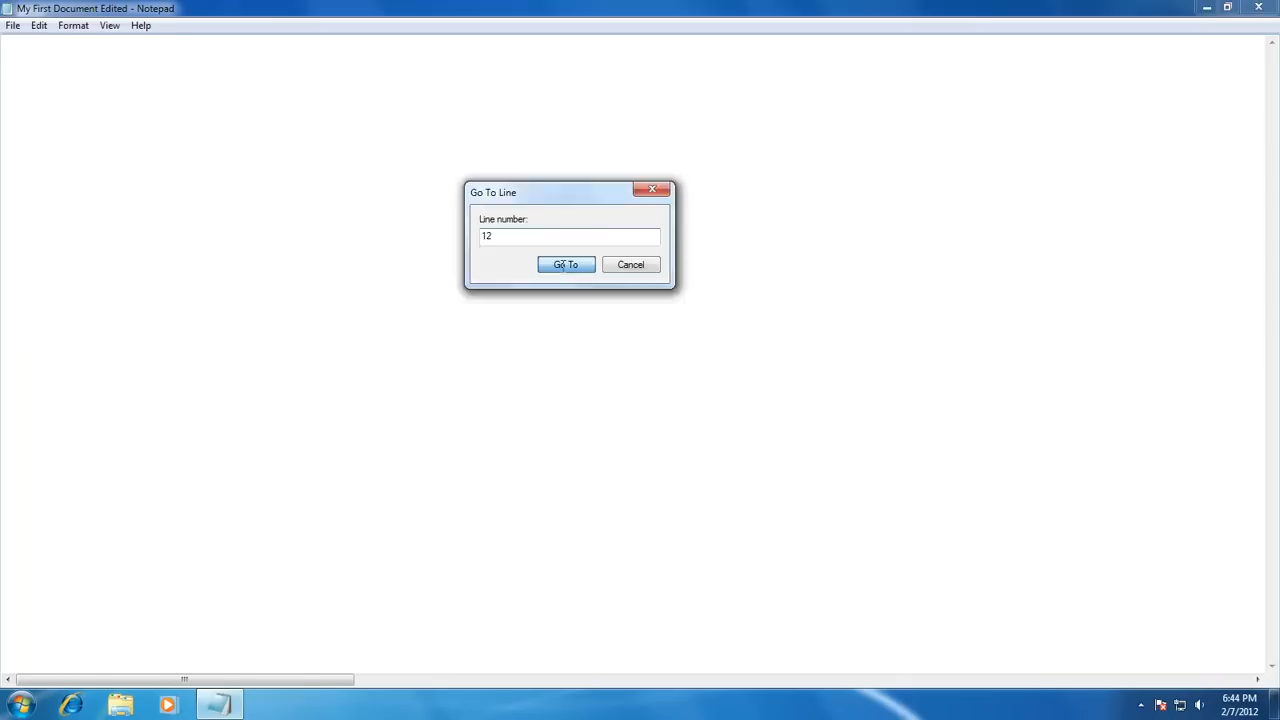 My First Document Edited - Notepad
File Edit Format View Help
Go To Line
Line number:
12
Go To Cancel
6:44 PM
2/7/2012